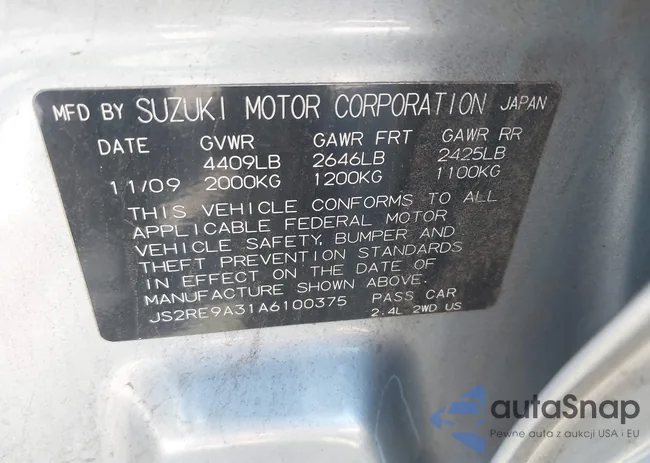 MFD BY SUZUKI MOTOR CORPORATION JAPAN
DATE GVWR GAWR FRT GAWR RR
4409LB 2646LB 2425LB
11/09 2000KG 1200KG 1100KG
THIS VEHICLE CONFORMS TO ALL
APPLICABLE FEDERAL MOTOR
VEHICLE SAFETY, BUMPER AND
THEFT PREVENTION STANDARDS
IN EFFECT ON THE DATE OF
MANUFACTURE SHOWN ABOVE.
JS2RE9A31A6100375 PASS CAR
2.4L 2WD US
autaSnap
Pewne auta z aukcji USA i EU